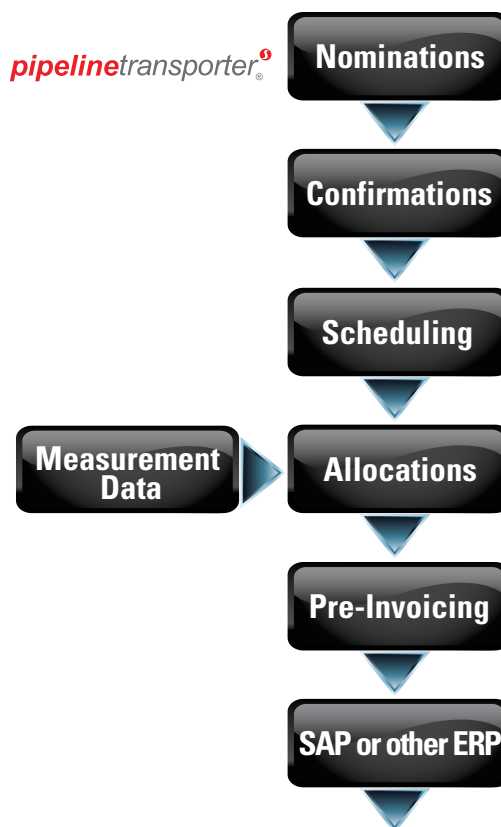 pipelinetransporter®
Nominations
Confirmations
Scheduling
Measurement
Data
Allocations
Pre-Invoicing
SAP or other ERP